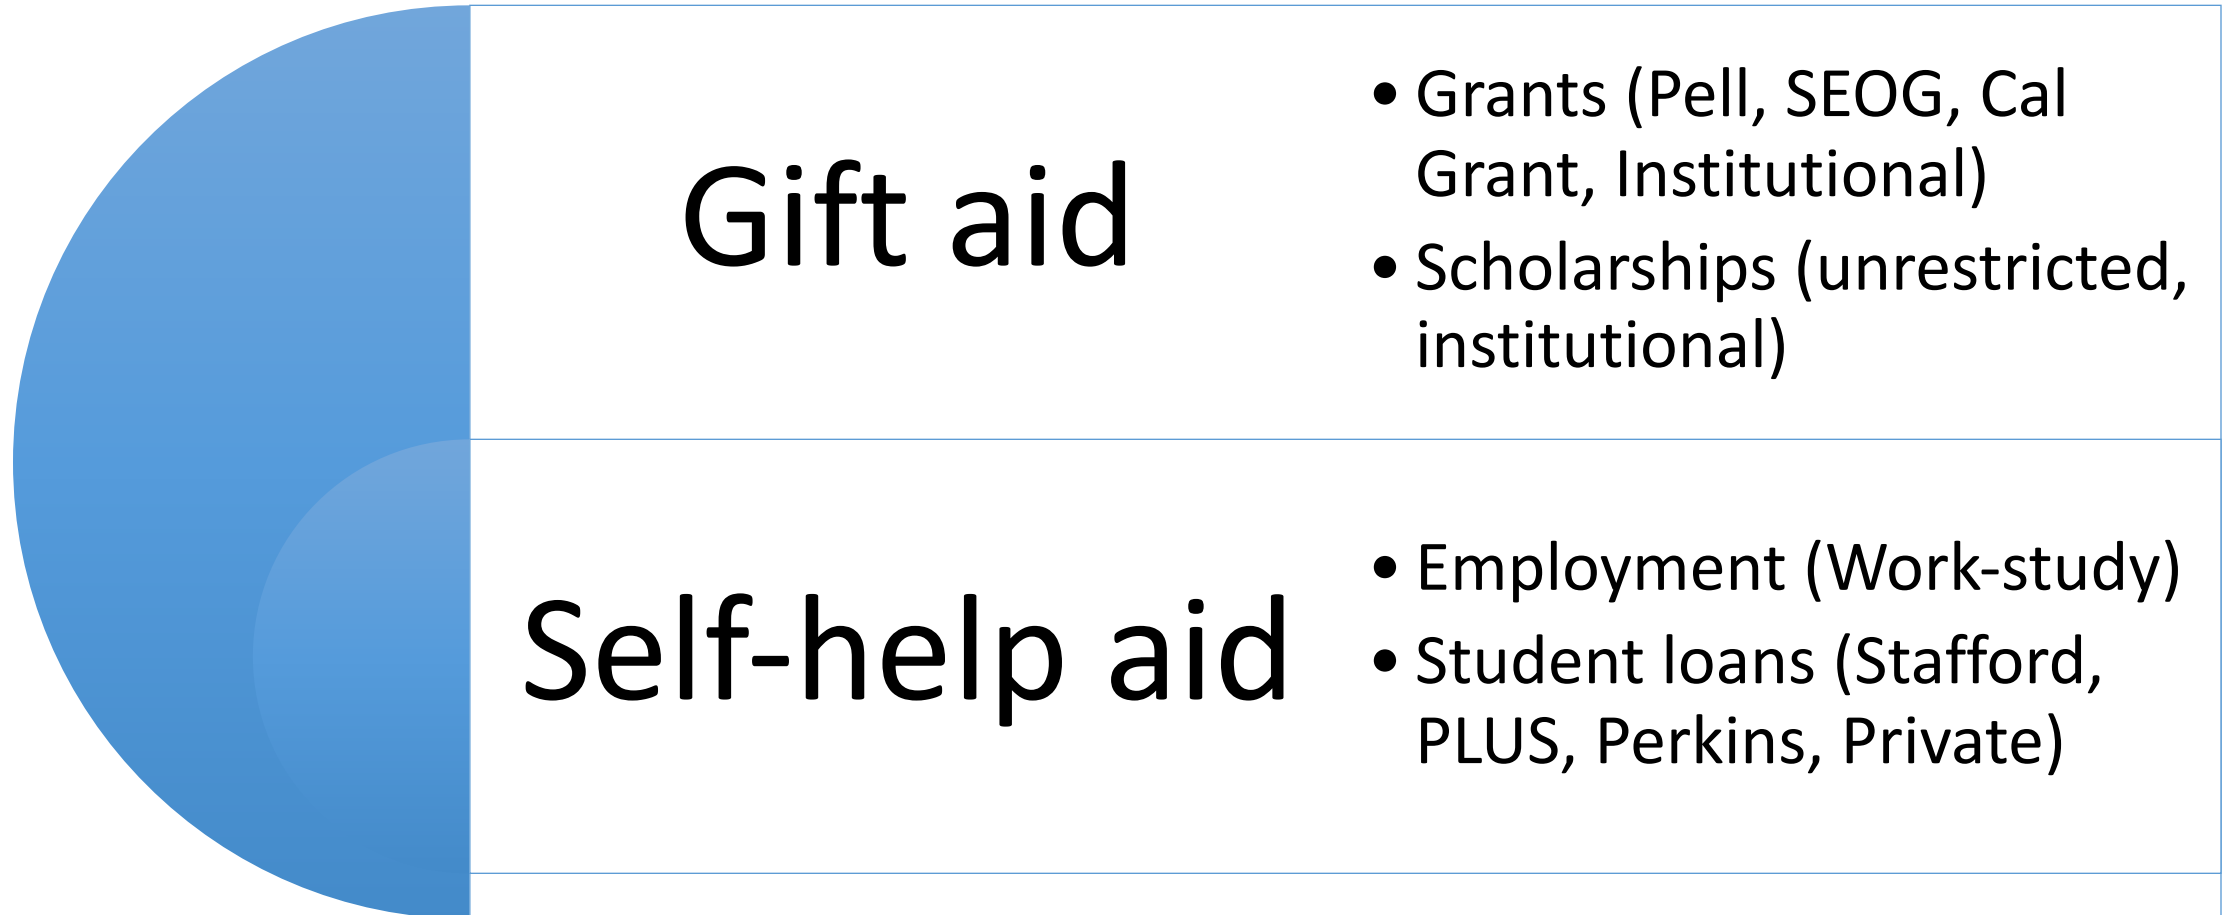 Gift aid
• Grants (Pell, SEOG, Cal
Grant, Institutional)
• Scholarships (unrestricted,
institutional)
Self-help aid
• Employment (Work-study)
• Student loans (Stafford,
PLUS, Perkins, Private)